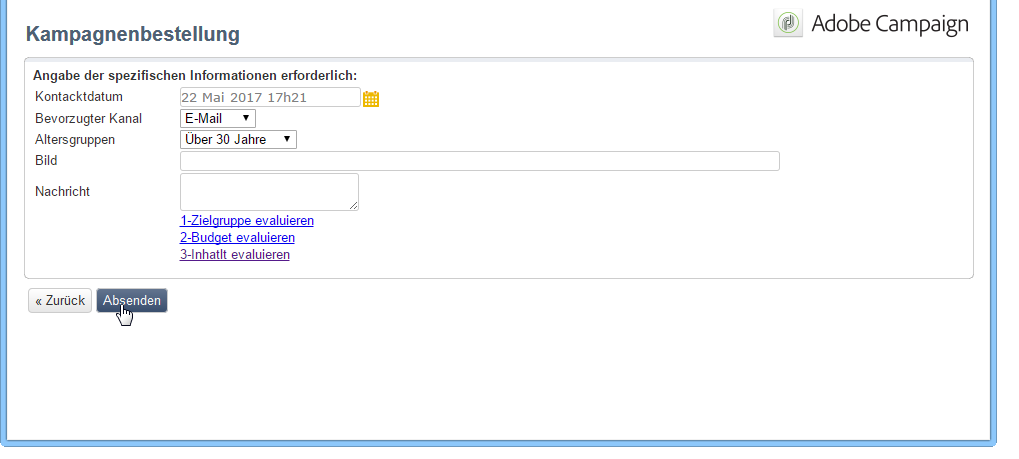 Kampagnenbestellung
Adobe Campaign
Angabe der spezifischen Informationen erforderlich:
Kontacktdatum 22 Mai 2017 17h21
Bevorzugter Kanal E-Mail
Altersgruppen Über 30 Jahre
Bild
Nachricht
1-Zielgruppe evaluieren
2-Budget evaluieren
3-Inhatlt evaluieren
« Zurück Absenden